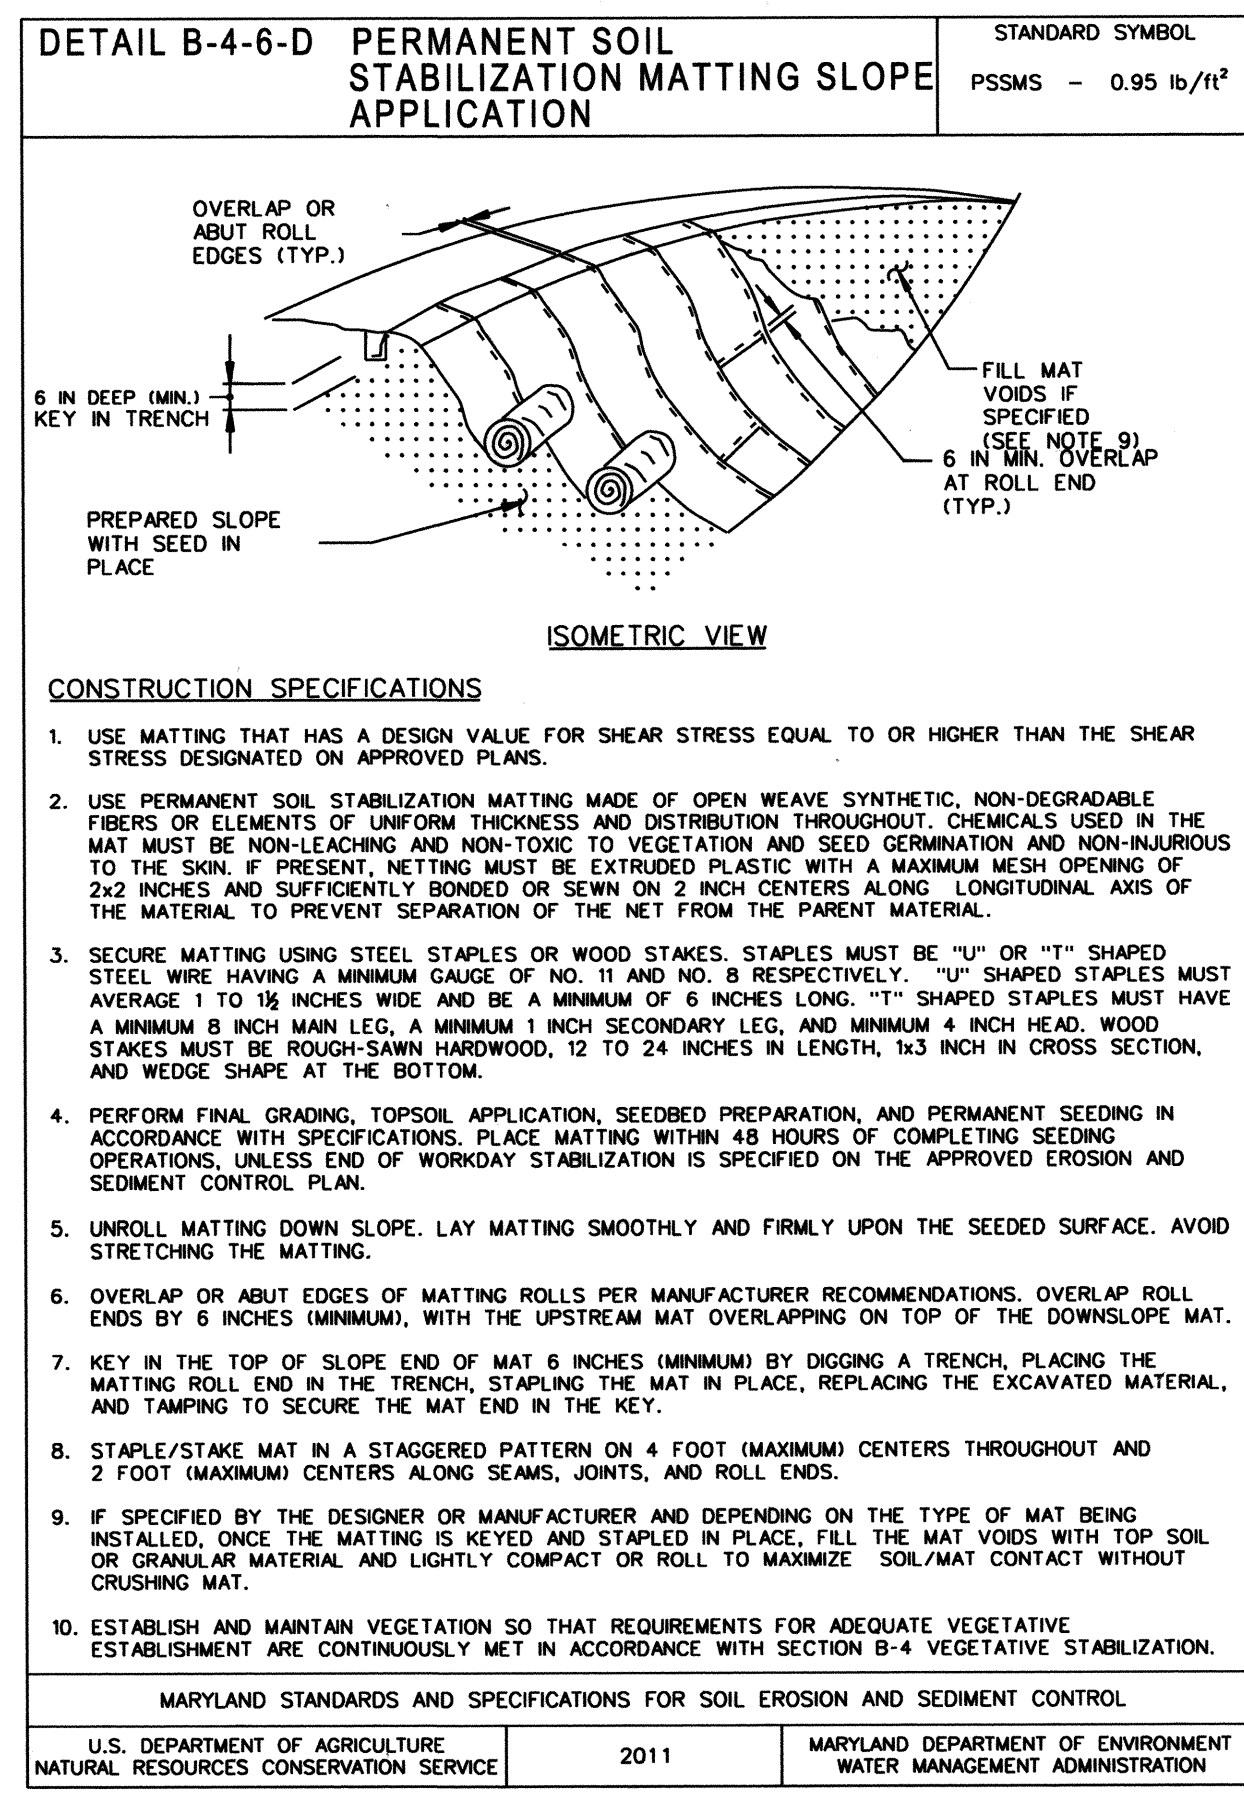 DETAIL B-4-6-D PERMANENT SOIL
STABILIZATION MATTING SLOPE
APPLICATION
STANDARD SYMBOL
PSSMS - 0.95 lb/ft²
OVERLAP OR
ABUT ROLL
EDGES (TYP.)
6 IN DEEP (MIN.)
KEY IN TRENCH
PREPARED SLOPE
WITH SEED IN
PLACE
FILL MAT
VOIDS IF
SPECIFIED
(SEE NOTE 9)
6 IN MIN. OVERLAP
AT ROLL END
(TYP.)
ISOMETRIC VIEW
CONSTRUCTION SPECIFICATIONS
1. USE MATTING THAT HAS A DESIGN VALUE FOR SHEAR STRESS EQUAL TO OR HIGHER THAN THE SHEAR
STRESS DESIGNATED ON APPROVED PLANS.
2. USE PERMANENT SOIL STABILIZATION MATTING MADE OF OPEN WEAVE SYNTHETIC, NON-DEGRADABLE
FIBERS OR ELEMENTS OF UNIFORM THICKNESS AND DISTRIBUTION THROUGHOUT. CHEMICALS USED IN THE
MAT MUST BE NON-LEACHING AND NON-TOXIC TO VEGETATION AND SEED GERMINATION AND NON-INJURIOUS
TO THE SKIN. IF PRESENT, NETTING MUST BE EXTRUDED PLASTIC WITH A MAXIMUM MESH OPENING OF
2x2 INCHES AND SUFFICIENTLY BONDED OR SEWN ON 2 INCH CENTERS ALONG LONGITUDINAL AXIS OF
THE MATERIAL TO PREVENT SEPARATION OF THE NET FROM THE PARENT MATERIAL.
3. SECURE MATTING USING STEEL STAPLES OR WOOD STAKES. STAPLES MUST BE "U" OR "T" SHAPED
STEEL WIRE HAVING A MINIMUM GAUGE OF NO. 11 AND NO. 8 RESPECTIVELY. "U" SHAPED STAPLES MUST
AVERAGE 1 TO 1½ INCHES WIDE AND BE A MINIMUM OF 6 INCHES LONG. "T" SHAPED STAPLES MUST HAVE
A MINIMUM 8 INCH MAIN LEG, A MINIMUM 1 INCH SECONDARY LEG, AND MINIMUM 4 INCH HEAD. WOOD
STAKES MUST BE ROUGH-SAWN HARDWOOD, 12 TO 24 INCHES IN LENGTH, 1x3 INCH IN CROSS SECTION,
AND WEDGE SHAPE AT THE BOTTOM.
4. PERFORM FINAL GRADING, TOPSOIL APPLICATION, SEEDBED PREPARATION, AND PERMANENT SEEDING IN
ACCORDANCE WITH SPECIFICATIONS. PLACE MATTING WITHIN 48 HOURS OF COMPLETING SEEDING
OPERATIONS, UNLESS END OF WORKDAY STABILIZATION IS SPECIFIED ON THE APPROVED EROSION AND
SEDIMENT CONTROL PLAN.
5. UNROLL MATTING DOWN SLOPE. LAY MATTING SMOOTHLY AND FIRMLY UPON THE SEEDED SURFACE. AVOID
STRETCHING THE MATTING.
6. OVERLAP OR ABUT EDGES OF MATTING ROLLS PER MANUFACTURER RECOMMENDATIONS. OVERLAP ROLL
ENDS BY 6 INCHES (MINIMUM), WITH THE UPSTREAM MAT OVERLAPPING ON TOP OF THE DOWNSLOPE MAT.
7. KEY IN THE TOP OF SLOPE END OF MAT 6 INCHES (MINIMUM) BY DIGGING A TRENCH, PLACING THE
MATTING ROLL END IN THE TRENCH, STAPLING THE MAT IN PLACE, REPLACING THE EXCAVATED MATERIAL,
AND TAMPING TO SECURE THE MAT END IN THE KEY.
8. STAPLE/STAKE MAT IN A STAGGERED PATTERN ON 4 FOOT (MAXIMUM) CENTERS THROUGHOUT AND
2 FOOT (MAXIMUM) CENTERS ALONG SEAMS, JOINTS, AND ROLL ENDS.
9. IF SPECIFIED BY THE DESIGNER OR MANUFACTURER AND DEPENDING ON THE TYPE OF MAT BEING
INSTALLED, ONCE THE MATTING IS KEYED AND STAPLED IN PLACE, FILL THE MAT VOIDS WITH TOP SOIL
OR GRANULAR MATERIAL AND LIGHTLY COMPACT OR ROLL TO MAXIMIZE SOIL/MAT CONTACT WITHOUT
CRUSHING MAT.
10. ESTABLISH AND MAINTAIN VEGETATION SO THAT REQUIREMENTS FOR ADEQUATE VEGETATIVE
ESTABLISHMENT ARE CONTINUOUSLY MET IN ACCORDANCE WITH SECTION B-4 VEGETATIVE STABILIZATION.
MARYLAND STANDARDS AND SPECIFICATIONS FOR SOIL EROSION AND SEDIMENT CONTROL
U.S. DEPARTMENT OF AGRICULTURE
NATURAL RESOURCES CONSERVATION SERVICE
2011
MARYLAND DEPARTMENT OF ENVIRONMENT
WATER MANAGEMENT ADMINISTRATION